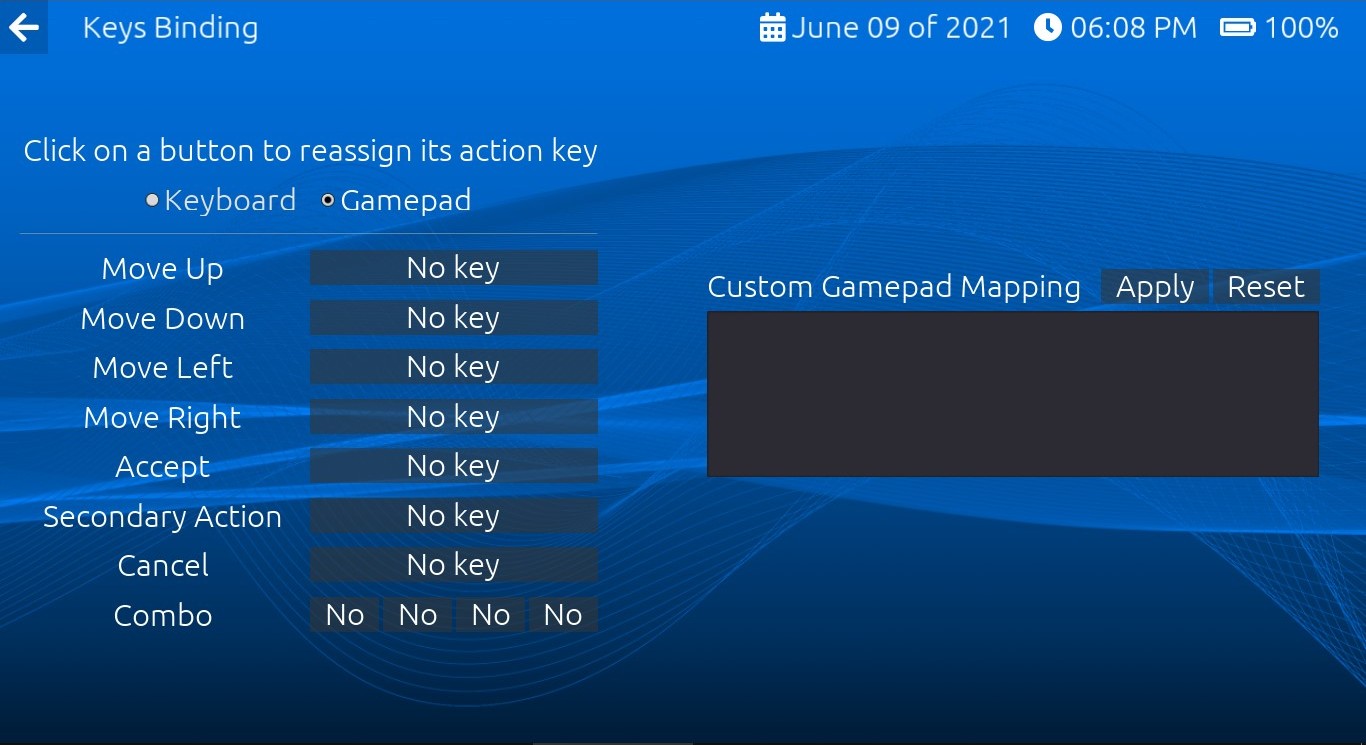 Keys Binding June 09 of 2021 06:08 PM 100%
Click on a button to reassign its action key
Keyboard Gamepad
Move Up No key
Move Down No key
Move Left No key
Move Right No key
Accept No key
Secondary Action No key
Cancel No key
Combo No No No No
Custom Gamepad Mapping Apply Reset